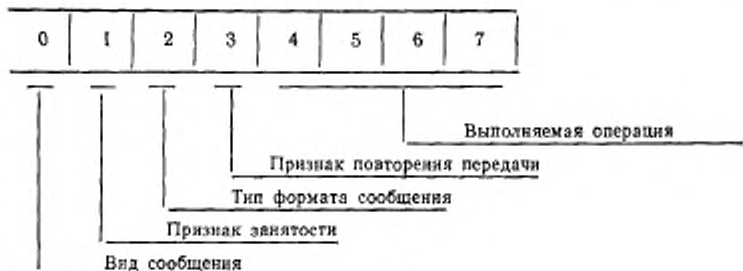 0 1 2 3 4 5 6 7
Выполняемая операция
Признак повторения передачи
Тип формата сообщения
Признак занятости
Вид сообщения